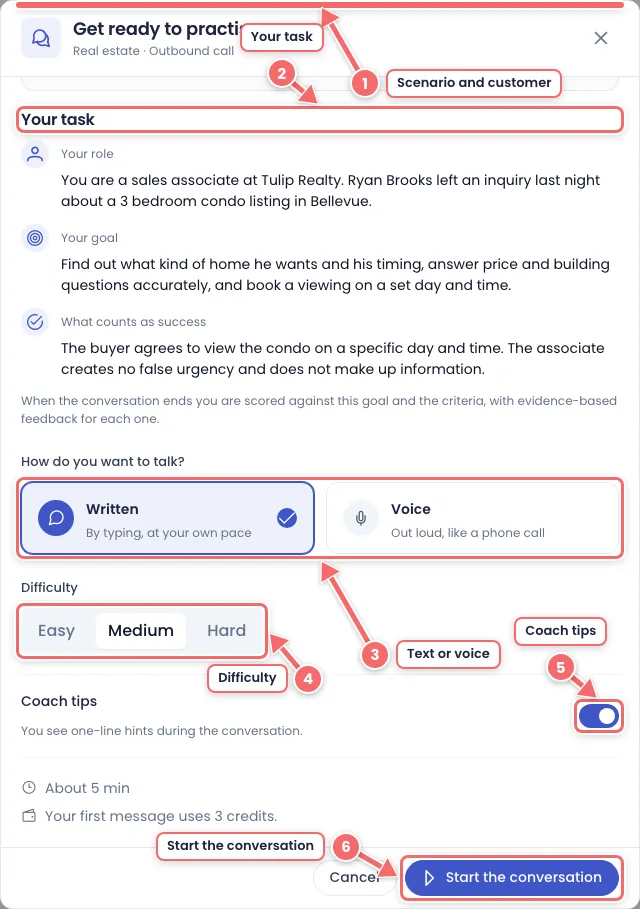 Get ready to practi
Your task
Real estate · Outbound call
2
1
Scenario and customer
Your task
Your role
You are a sales associate at Tulip Realty. Ryan Brooks left an inquiry last night
about a 3 bedroom condo listing in Bellevue.
Your goal
Find out what kind of home he wants and his timing, answer price and building
questions accurately, and book a viewing on a set day and time.
What counts as success
The buyer agrees to view the condo on a specific day and time. The associate
creates no false urgency and does not make up information.
When the conversation ends you are scored against this goal and the criteria, with evidence-based
feedback for each one.
How do you want to talk?
Written
By typing, at your own pace
Voice
Out loud, like a phone call
Difficulty
Easy
Medium
Hard
Coach tips
3
Text or voice
5
Difficulty
4
Coach tips
You see one-line hints during the conversation.
About 5 min
Your first message uses 3 credits.
Start the conversation
6
Cancel
Start the conversation